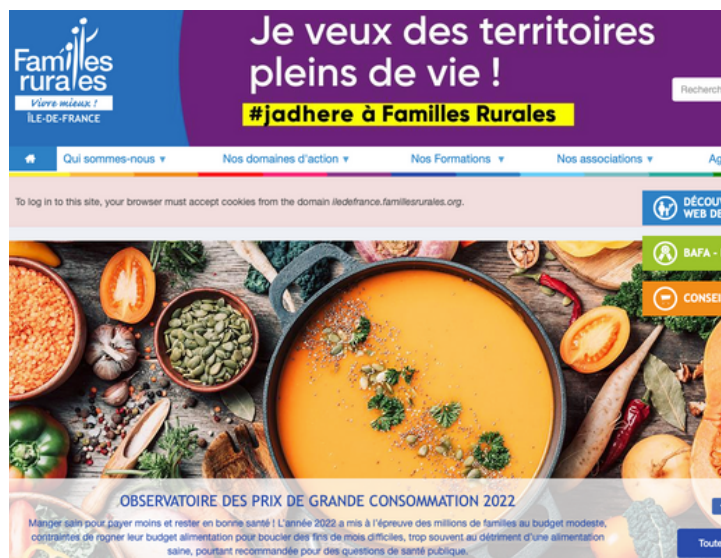 Familles
rurales
Vivre mieux !
ÎLE-DE-FRANCE
Je veux des territoires
pleins de vie !
#jadhere à Familles Rurales
Recherch
Qui sommes-nous
Nos domaines d'action
Nos Formations
Nos associations
Ag
To log in to this site, your browser must accept cookies from the domain iledefrance.famillesrurales.org.
DÉCOUV
WEB DE
BAFA -
CONSEI
OBSERVATOIRE DES PRIX DE GRANDE CONSOMMATION 2022
Manger sain pour payer moins et rester en bonne santé ! L'année 2022 a mis à l'épreuve des millions de familles au budget modeste,
contraintes de rogner leur budget alimentation pour boucler des fins de mois difficiles, trop souvent au détriment d'une alimentation
saine, pourtant recommandée pour des questions de santé publique.
Toute